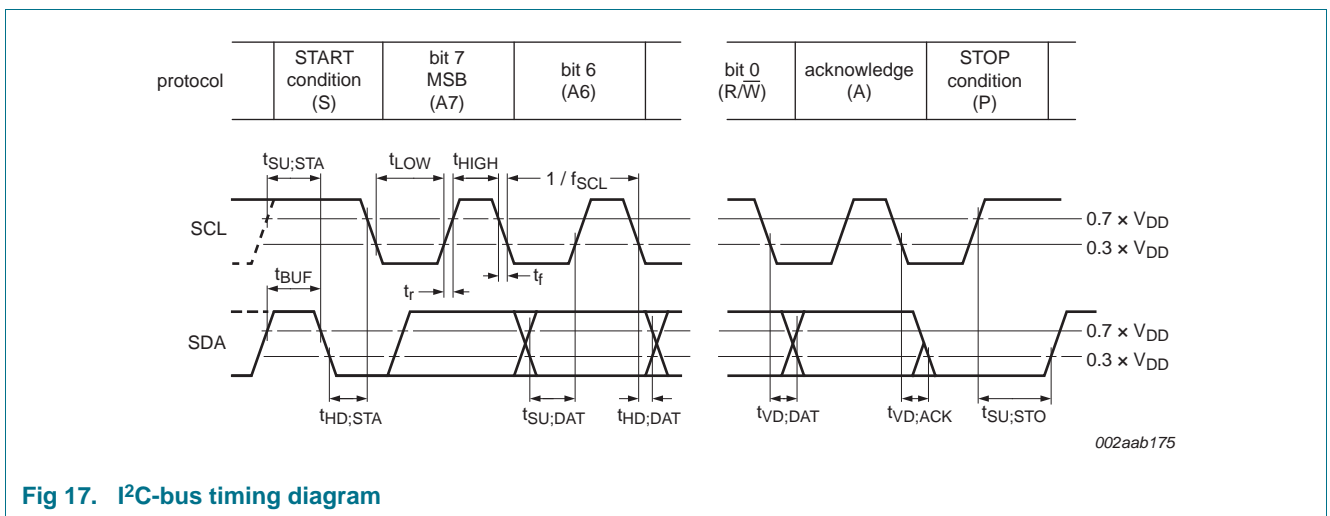 protocol
START
condition
(S)
bit 7
MSB
(A7)
bit 6
(A6)
bit 0
(R/W̅)
acknowledge
(A)
STOP
condition
(P)
tSU;STA
tLOW
tHIGH
1 / fSCL
SCL
0.7 × VDD
0.3 × VDD
tBUF
tr
tf
SDA
0.7 × VDD
0.3 × VDD
tHD;STA
tSU;DAT
tHD;DAT
tVD;DAT
tVD;ACK
tSU;STO
002aab175
Fig 17. I²C-bus timing diagram